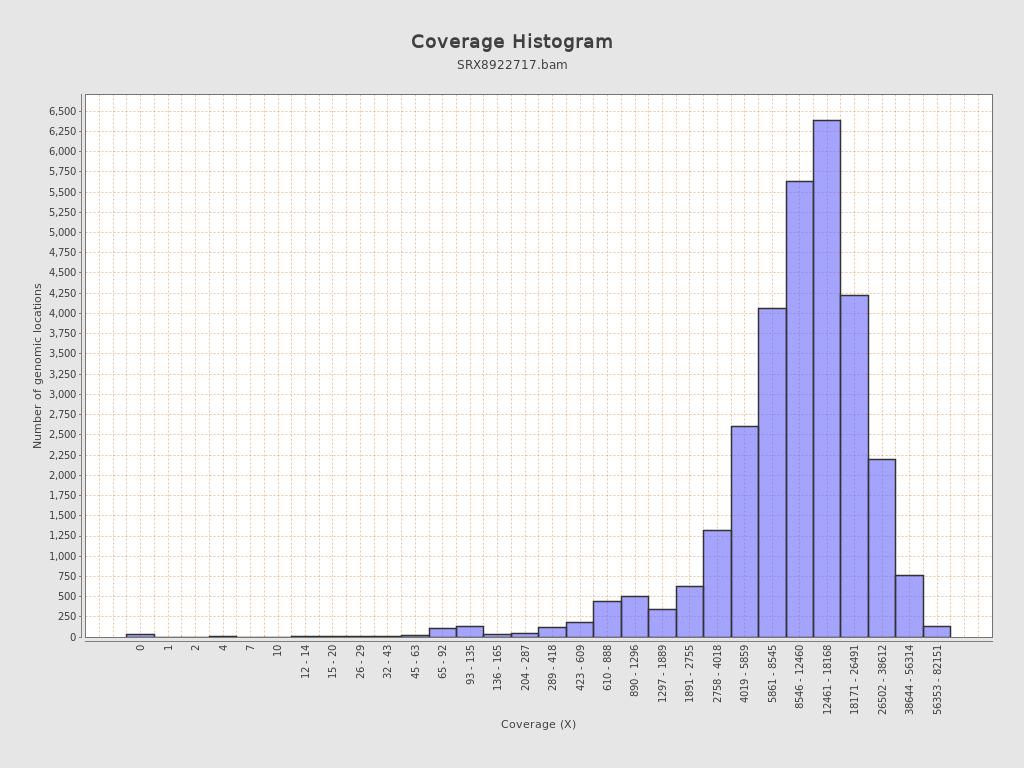 Coverage Histogram
SRX8922717.bam
Number of genomic locations
6,500
6,250
6,000
5,750
5,500
5,250
5,000
4,750
4,500
4,250
4,000
3,750
3,500
3,250
3,000
2,750
2,500
2,250
2,000
1,750
1,500
1,250
1,000
750
500
250
0
0
1
2
4
7
10
12 - 14
15 - 20
26 - 29
32 - 43
45 - 63
65 - 92
93 - 135
136 - 165
204 - 287
289 - 418
423 - 609
610 - 888
890 - 1296
1297 - 1889
1891 - 2755
2758 - 4018
4019 - 5859
5861 - 8545
8546 - 12460
12461 - 18168
18171 - 26491
26502 - 38612
38644 - 56314
56353 - 82151
Coverage (X)